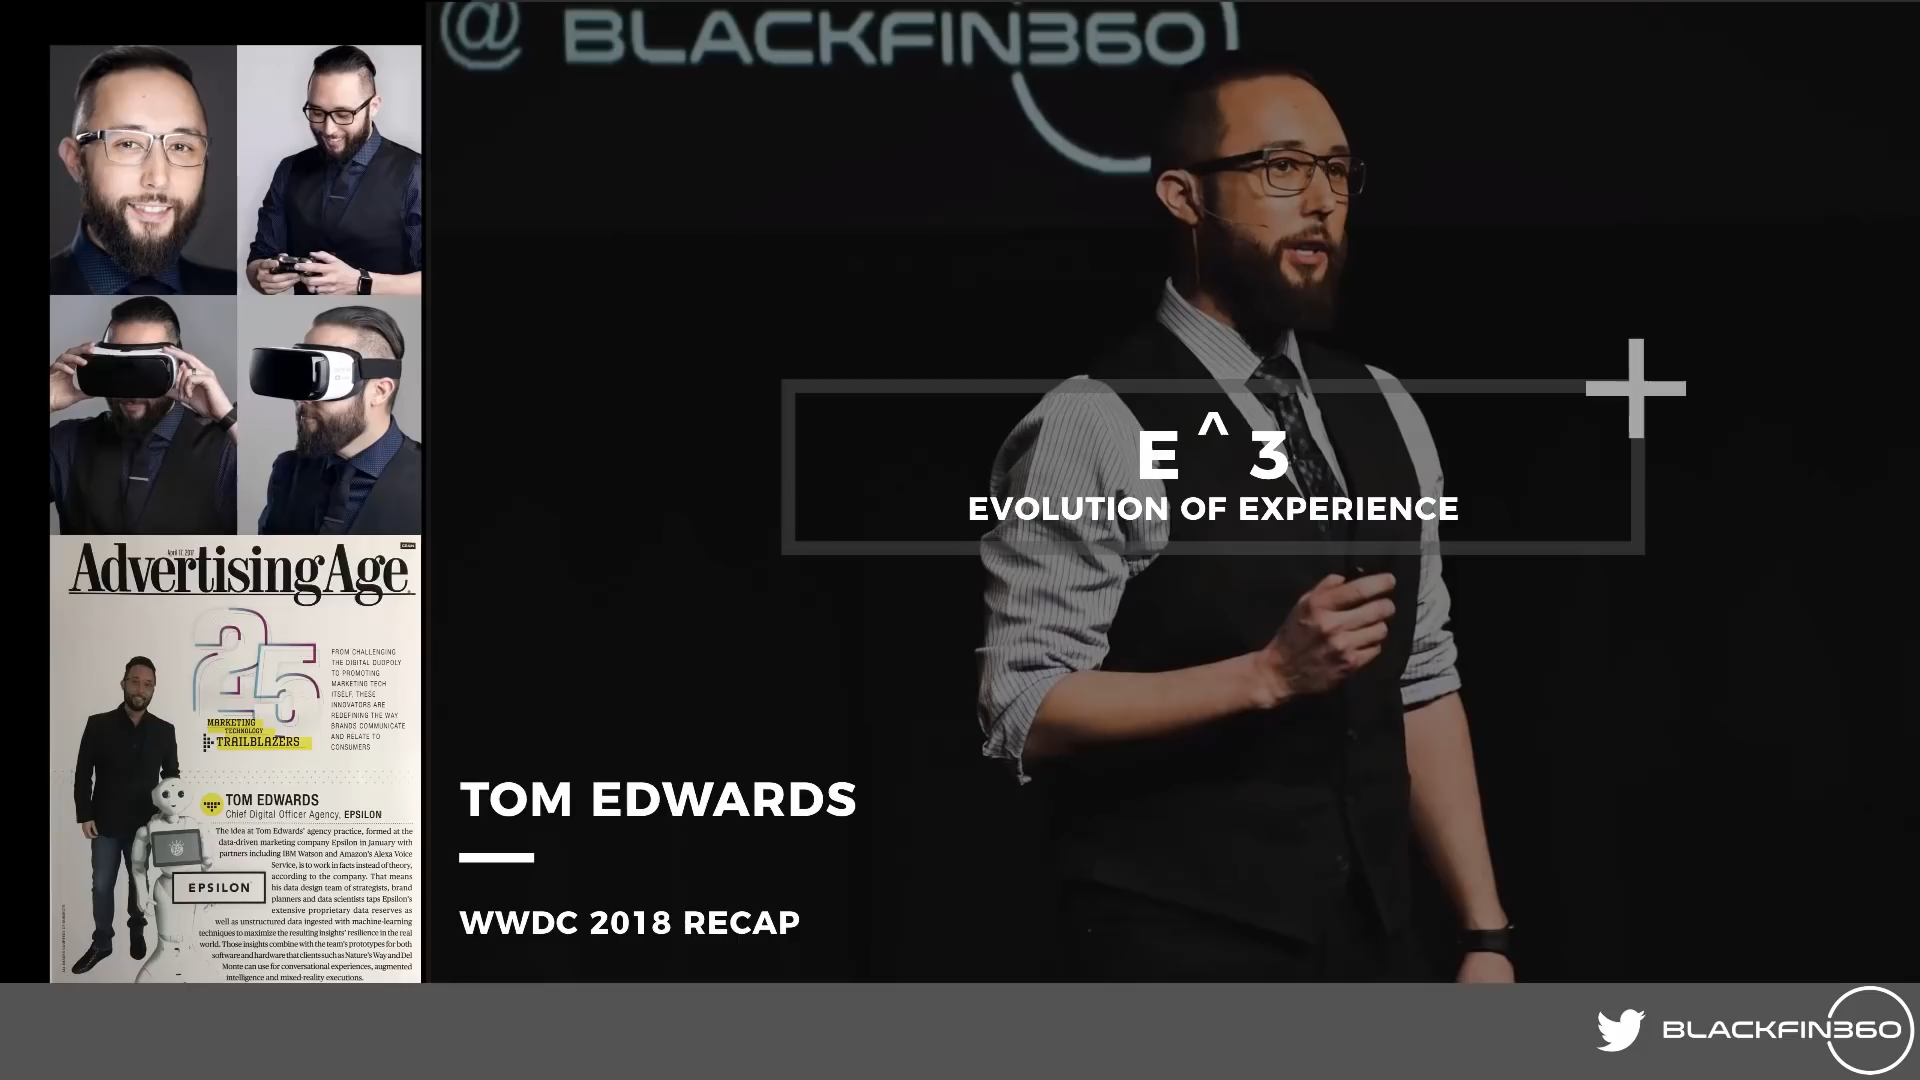 @ BLACKFIN360
E^3
EVOLUTION OF EXPERIENCE
TOM EDWARDS
WWDC 2018 RECAP
AdvertisingAge
April 17, 2017
25
MARKETING
TECHNOLOGY
TRAILBLAZERS
FROM CHALLENGING
THE DIGITAL DUOPOLY
TO PROMOTING
MARKETING TECH
ITSELF, THESE
INNOVATORS ARE
REDEFINING THE WAY
BRANDS COMMUNICATE
AND RELATE TO
CONSUMERS
TOM EDWARDS
Chief Digital Officer Agency, EPSILON
The idea at Tom Edwards' agency practice, formed at the
data-driven marketing company Epsilon in January with
partners including IBM Watson and Amazon's Alexa Voice
Service, is to work in facts instead of theory,
according to the company. That means
his data design team of strategists, brand
planners and data scientists taps Epsilon's
extensive proprietary data reserves as
well as unstructured data ingested with machine-learning
techniques to maximize the resulting insights' resilience in the real
world. Those insights combine with the team's prototypes for both
software and hardware that clients such as Nature's Way and Del
Monte can use for conversational experiences, augmented
intelligence and mixed-reality executions.
EPSILON
BLACKFIN360